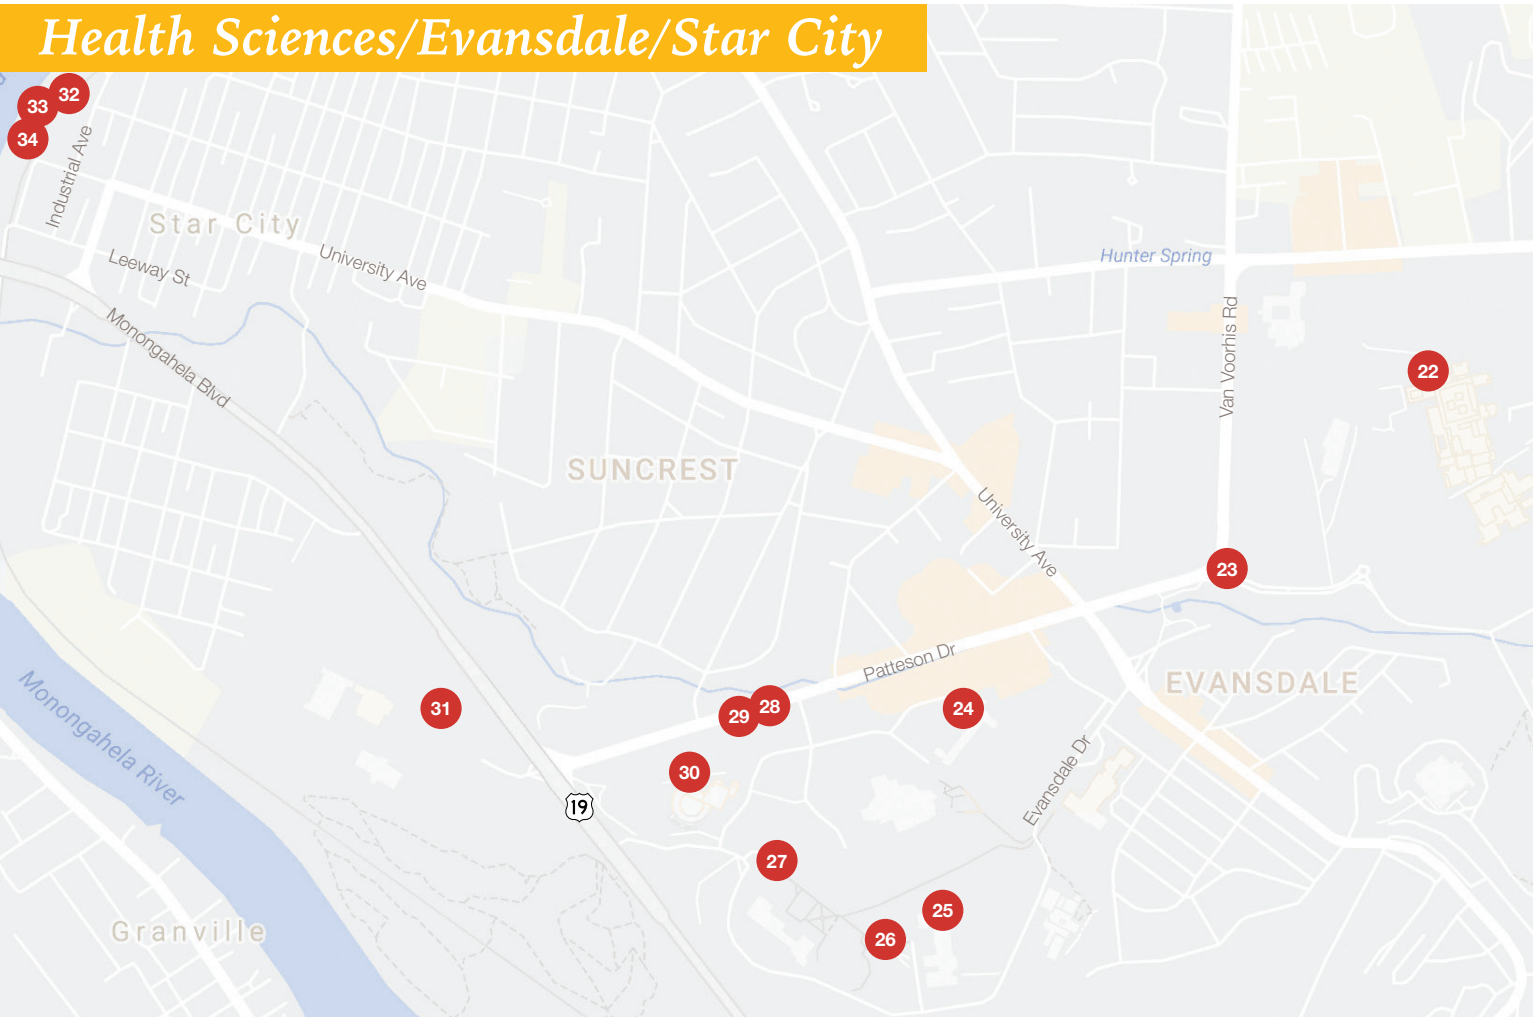 Health Sciences/Evansdale/Star City
32
33
34
Industrial Ave
Star City
University Ave
Leeway St
Hunter Spring
Monongahela Blvd
Van Voorhis Rd
22
SUNCREST
University Ave
23
Patteson Dr
EVANSDALE
31
29
28
24
Monongahela River
30
19
Evansdale Dr
27
25
26
Granville